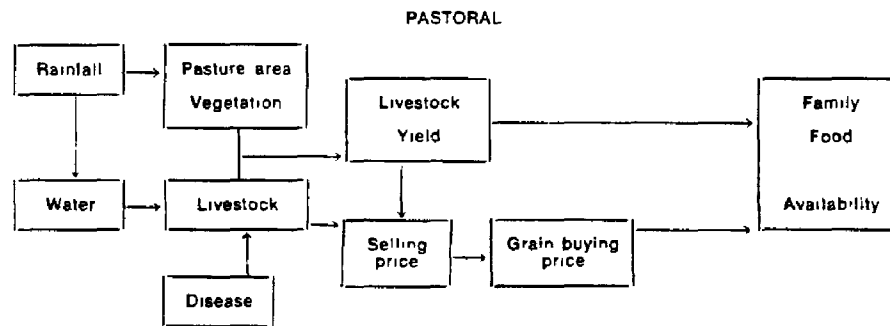 PASTORAL
Rainfall
Pasture area
Vegetation
Livestock
Yield
Family
Food
Availability
Water
Livestock
Selling
price
Grain buying
price
Disease